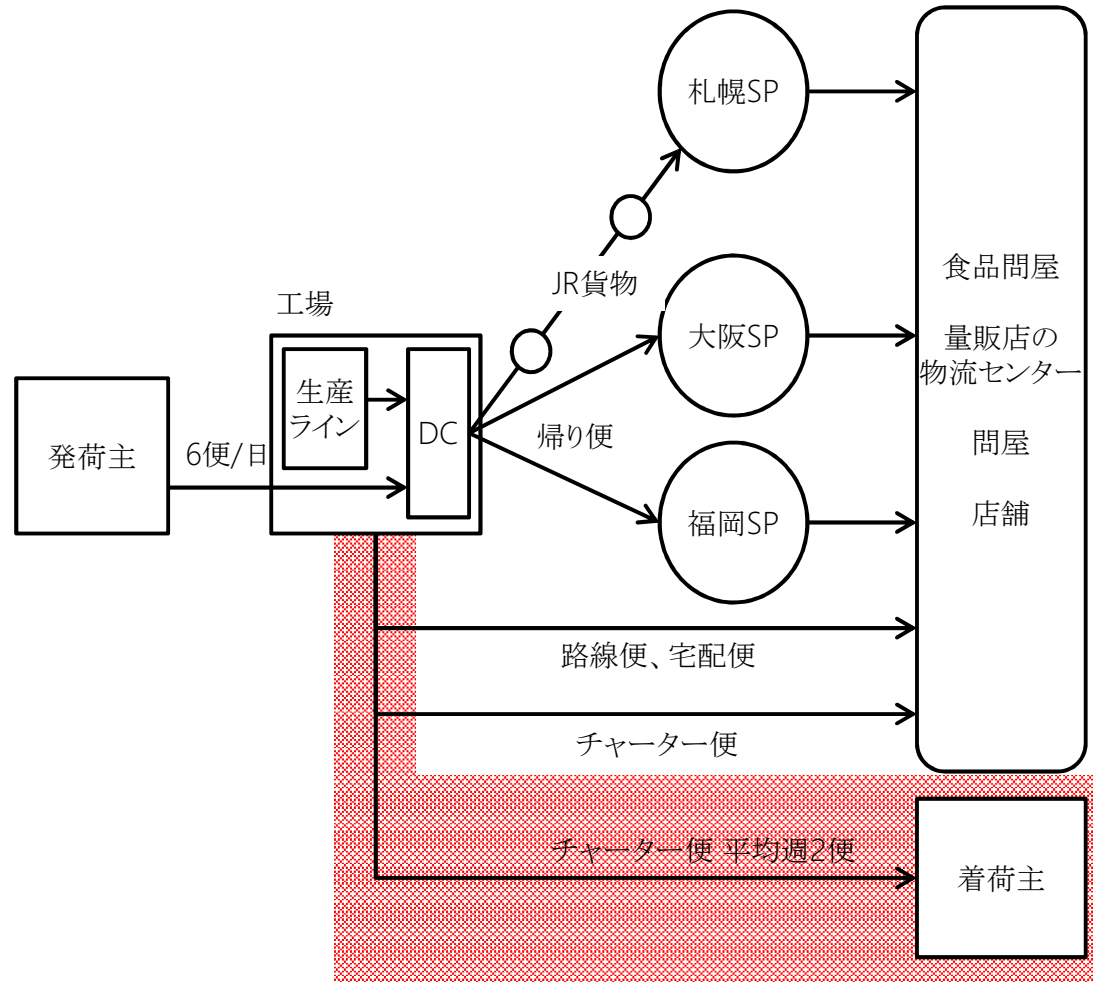 札幌SP
JR貨物
工場
大阪SP
食品問屋
量販店の
物流センター
問屋
店舗
生産
ライン
DC
帰り便
発荷主
6便/日
福岡SP
路線便、宅配便
チャーター便
チャーター便 平均週2便
着荷主